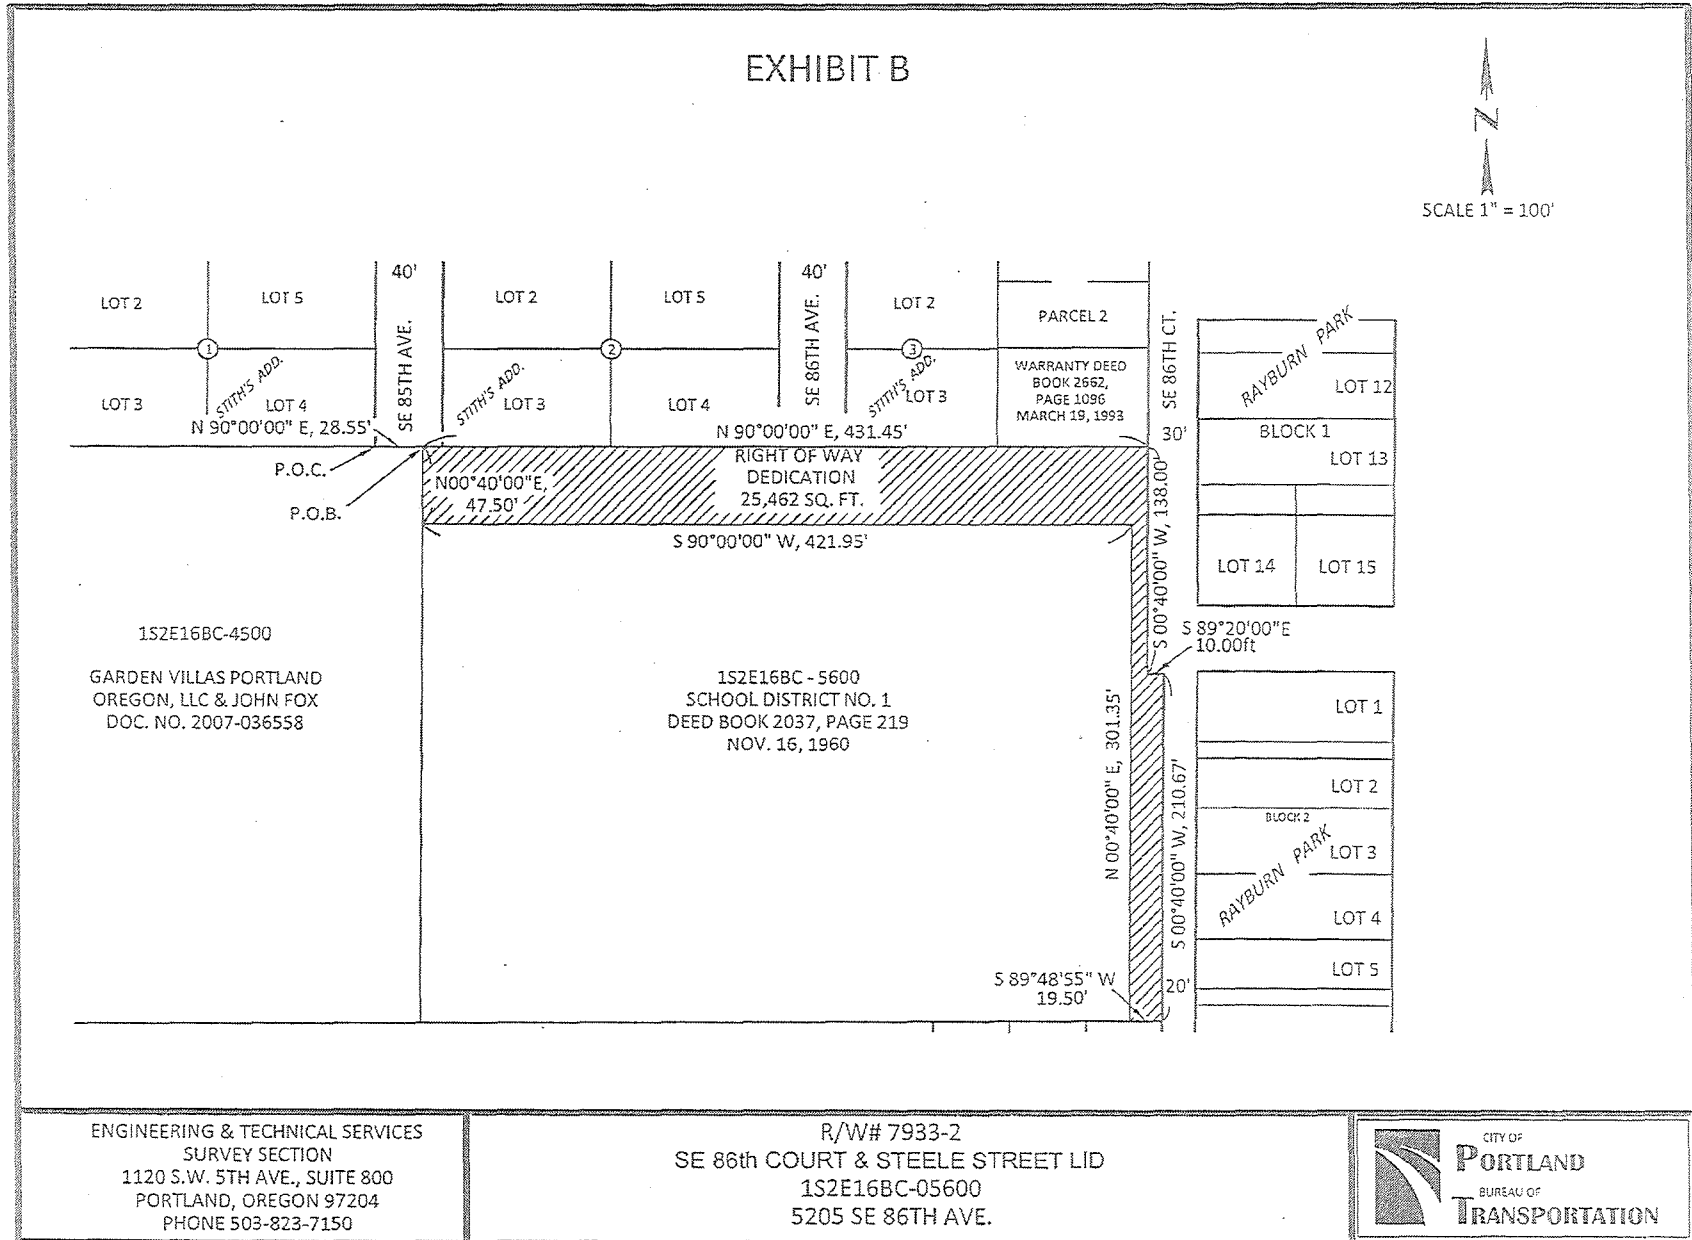 EXHIBIT B
N
SCALE 1" = 100'
LOT 2
LOT 5
40'
LOT 2
LOT 5
40'
LOT 2
PARCEL 2
SE 85TH AVE.
SE 86TH AVE.
SE 86TH CT.
RAYBURN PARK
LOT 12
1
2
3
STITH'S ADD.
STITH'S ADD.
STITH'S ADD.
WARRANTY DEED
BOOK 2662,
PAGE 1096
MARCH 19, 1993
LOT 3
LOT 4
LOT 3
LOT 4
LOT 3
N 90°00'00" E, 28.55'
N 90°00'00" E, 431.45'
30'
BLOCK 1
LOT 13
P.O.C.
P.O.B.
N00°40'00"E,
47.50'
RIGHT OF WAY
DEDICATION
25,462 SQ. FT.
S 90°00'00" W, 421.95'
S 00°40'00" W, 138.00'
LOT 14
LOT 15
S 89°20'00"E
10.00ft
1S2E16BC-4500
GARDEN VILLAS PORTLAND
OREGON, LLC & JOHN FOX
DOC. NO. 2007-036558
1S2E16BC - 5600
SCHOOL DISTRICT NO. 1
DEED BOOK 2037, PAGE 219
NOV. 16, 1960
N 00°40'00" E, 301.35'
S 00°40'00" W, 210.67'
LOT 1
LOT 2
BLOCK 2
RAYBURN PARK
LOT 3
LOT 4
LOT 5
S 89°48'55" W
19.50'
20'
ENGINEERING & TECHNICAL SERVICES
SURVEY SECTION
1120 S.W. 5TH AVE., SUITE 800
PORTLAND, OREGON 97204
PHONE 503-823-7150
R/W# 7933-2
SE 86th COURT & STEELE STREET LID
1S2E16BC-05600
5205 SE 86TH AVE.
CITY OF
PORTLAND
BUREAU OF
TRANSPORTATION